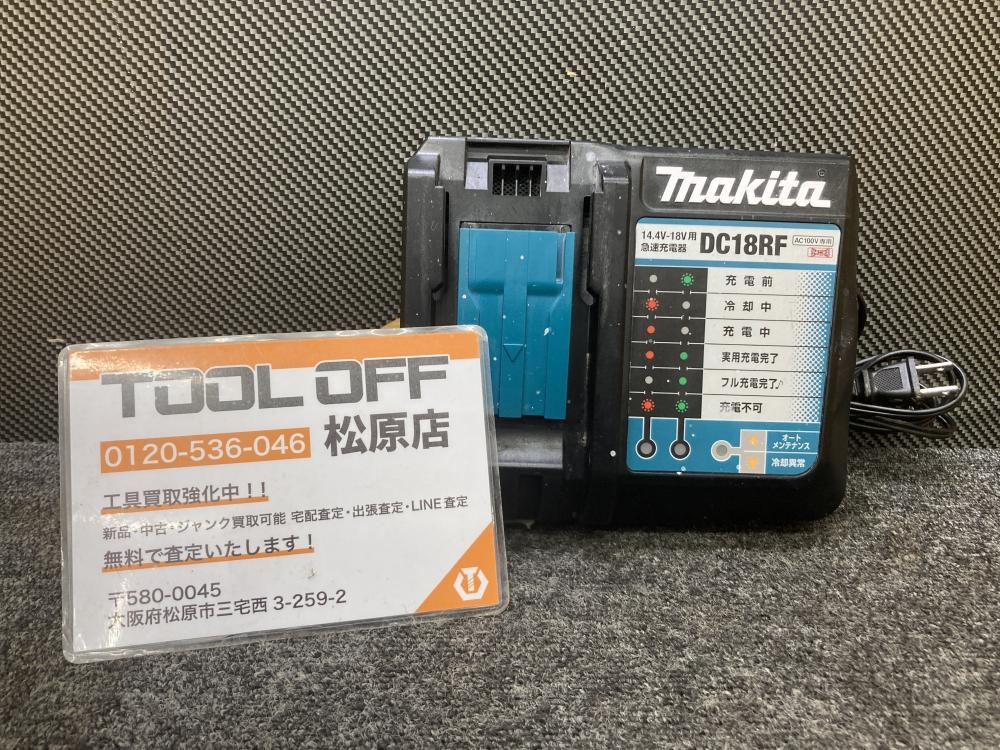 makita
14.4V-18V用
急速充電器 DC18RF AC100V専用
充電前
冷却中
充電中
実用充電完了
フル充電完了♪
充電不可
オート
メンテナンス
冷却異常
TOOL OFF
0120-536-046 松原店
工具買取強化中!!
新品・中古・ジャンク買取可能 宅配査定・出張査定・LINE査定
無料で査定いたします!
〒580-0045
大阪府松原市三宅西 3-259-2